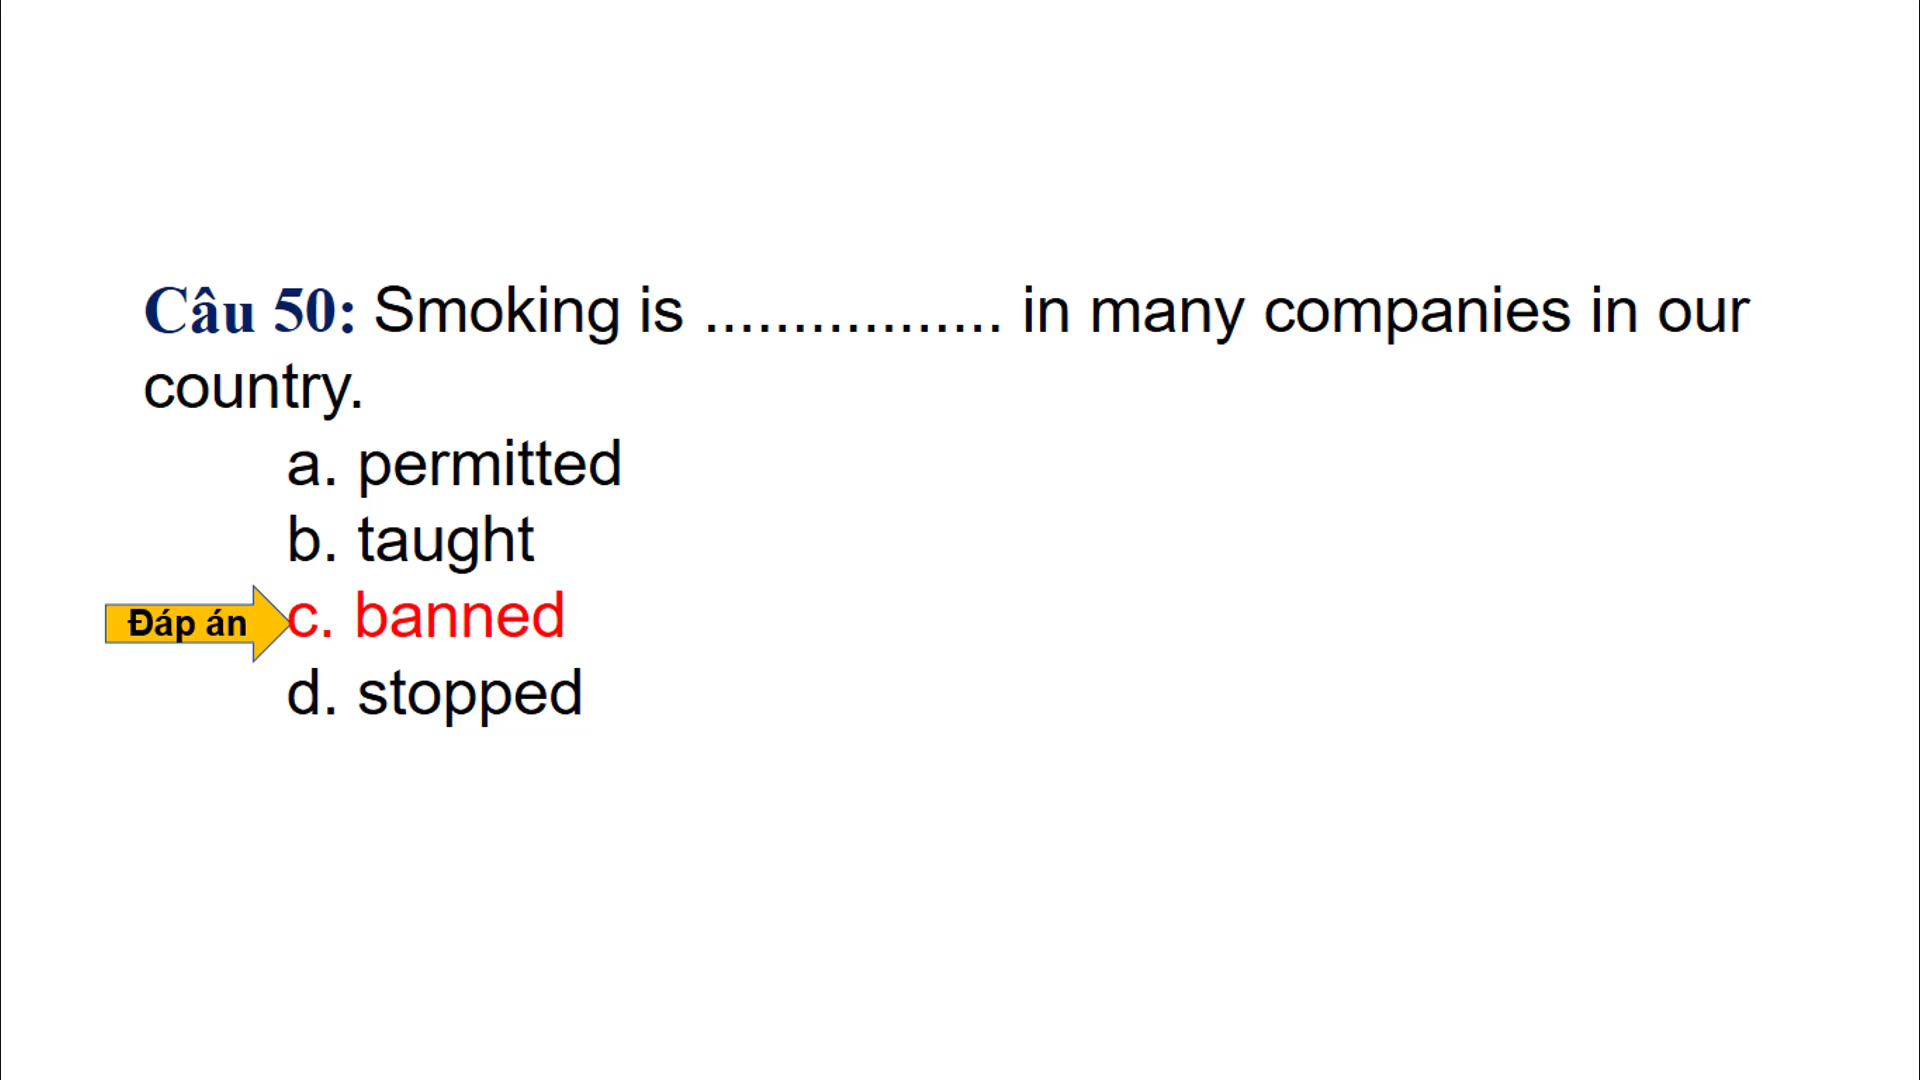 Câu 50: Smoking is ................. in many companies in our
country.
a. permitted
b. taught
Đáp án c. banned
d. stopped